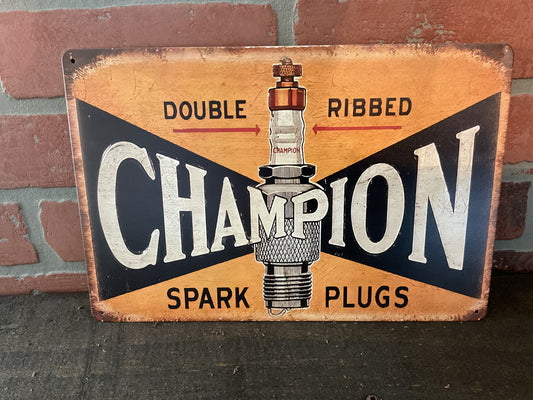 DOUBLE RIBBED
CHAMPION
CHAMPION
SPARK PLUGS